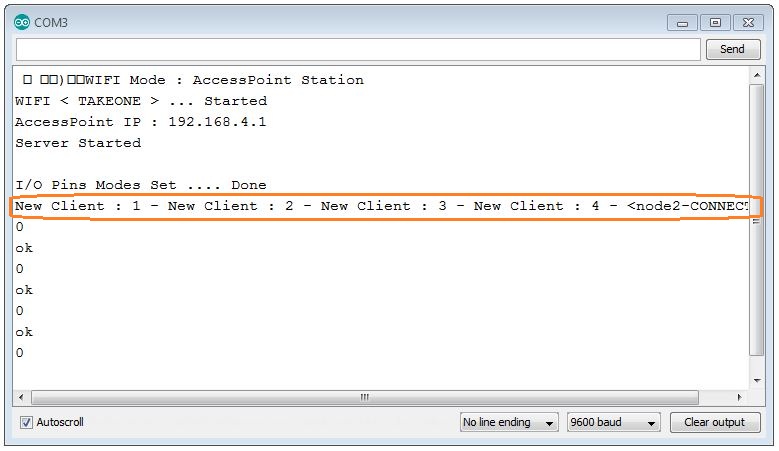 COM3
Send
)WIFI Mode : AccessPoint Station
WIFI < TAKEONE > ... Started
AccessPoint IP : 192.168.4.1
Server Started
I/O Pins Modes Set .... Done
New Client : 1 - New Client : 2 - New Client : 3 - New Client : 4 - <node2-CONNECT
0
ok
0
ok
0
ok
0
Autoscroll
No line ending
9600 baud
Clear output